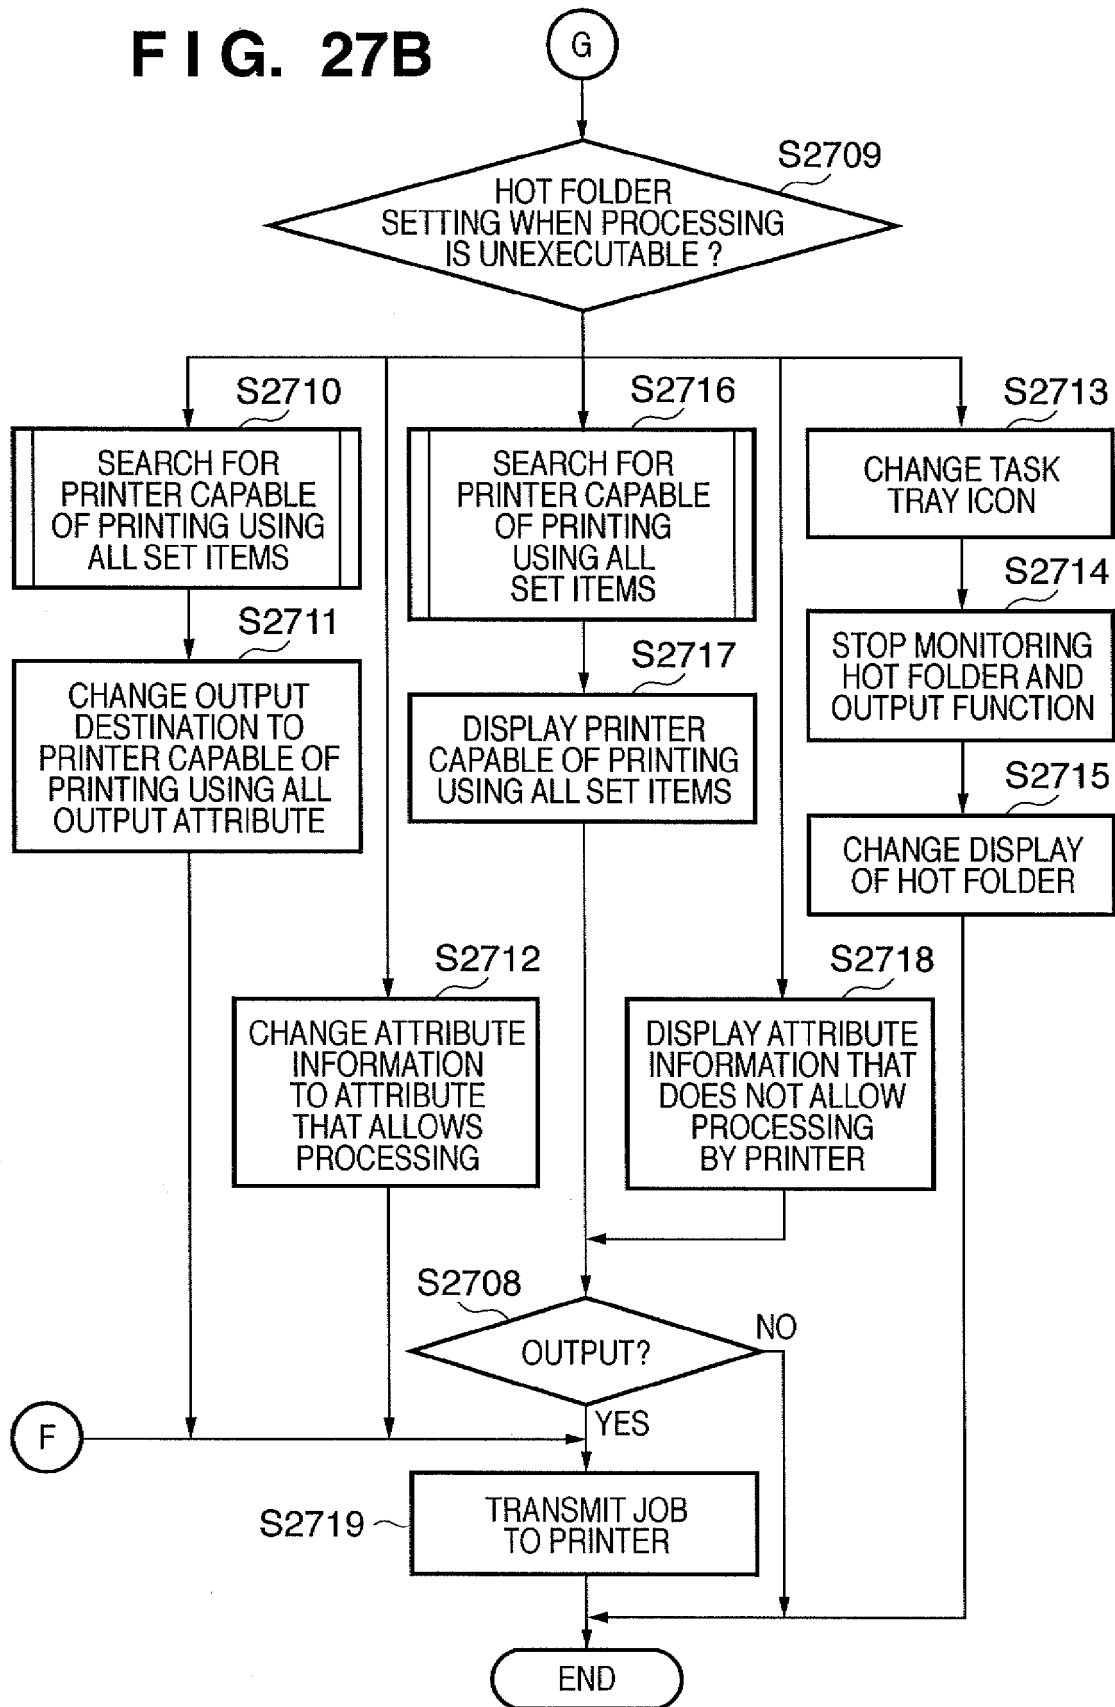 FIG. 27B
G
S2709
HOT FOLDER
SETTING WHEN PROCESSING
IS UNEXECUTABLE ?
S2710
SEARCH FOR
PRINTER CAPABLE
OF PRINTING USING
ALL SET ITEMS
S2716
SEARCH FOR
PRINTER CAPABLE
OF PRINTING
USING ALL
SET ITEMS
S2713
CHANGE TASK
TRAY ICON
S2711
CHANGE OUTPUT
DESTINATION TO
PRINTER CAPABLE OF
PRINTING USING ALL
OUTPUT ATTRIBUTE
S2717
DISPLAY PRINTER
CAPABLE OF PRINTING
USING ALL SET ITEMS
S2714
STOP MONITORING
HOT FOLDER AND
OUTPUT FUNCTION
S2715
CHANGE DISPLAY
OF HOT FOLDER
S2712
CHANGE ATTRIBUTE
INFORMATION
TO ATTRIBUTE
THAT ALLOWS
PROCESSING
S2718
DISPLAY ATTRIBUTE
INFORMATION THAT
DOES NOT ALLOW
PROCESSING
BY PRINTER
S2708
OUTPUT?
NO
YES
F
S2719
TRANSMIT JOB
TO PRINTER
END